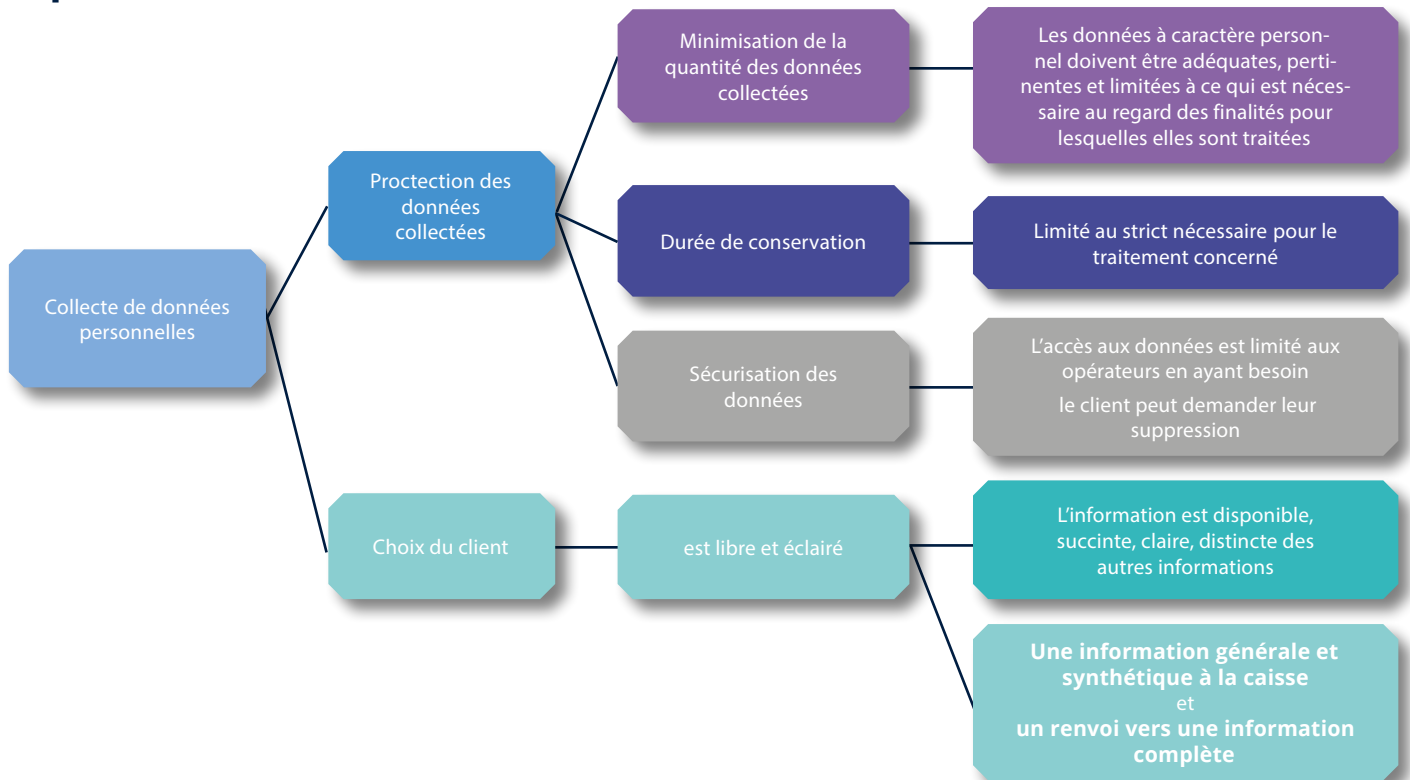 Collecte de données
personnelles
Proctection des
données
collectées
Minimisation de la
quantité des données
collectées
Les données à caractère person-
nel doivent être adéquates, perti-
nentes et limitées à ce qui est néces-
saire au regard des finalités pour
lesquelles elles sont traitées
Durée de conservation
Limité au strict nécessaire pour le
traitement concerné
Sécurisation des
données
L'accès aux données est limité aux
opérateurs en ayant besoin
le client peut demander leur
suppression
Choix du client
est libre et éclairé
L'information est disponible,
succinte, claire, distincte des
autres informations
Une information générale et
synthétique à la caisse
et
un renvoi vers une information
complète